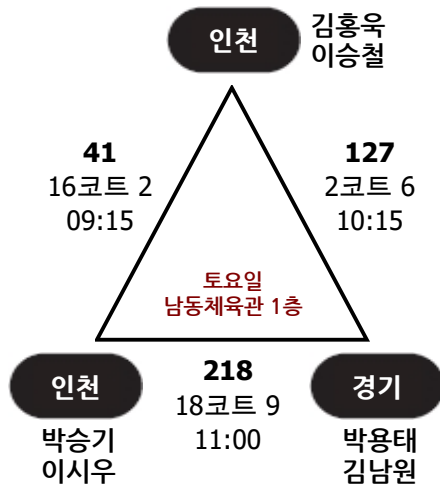 인천
김홍욱
이승철
41
16코트 2
09:15
127
2코트 6
10:15
토요일
남동체육관 1층
인천
박승기
이시우
218
18코트 9
11:00
경기
박용태
김남원